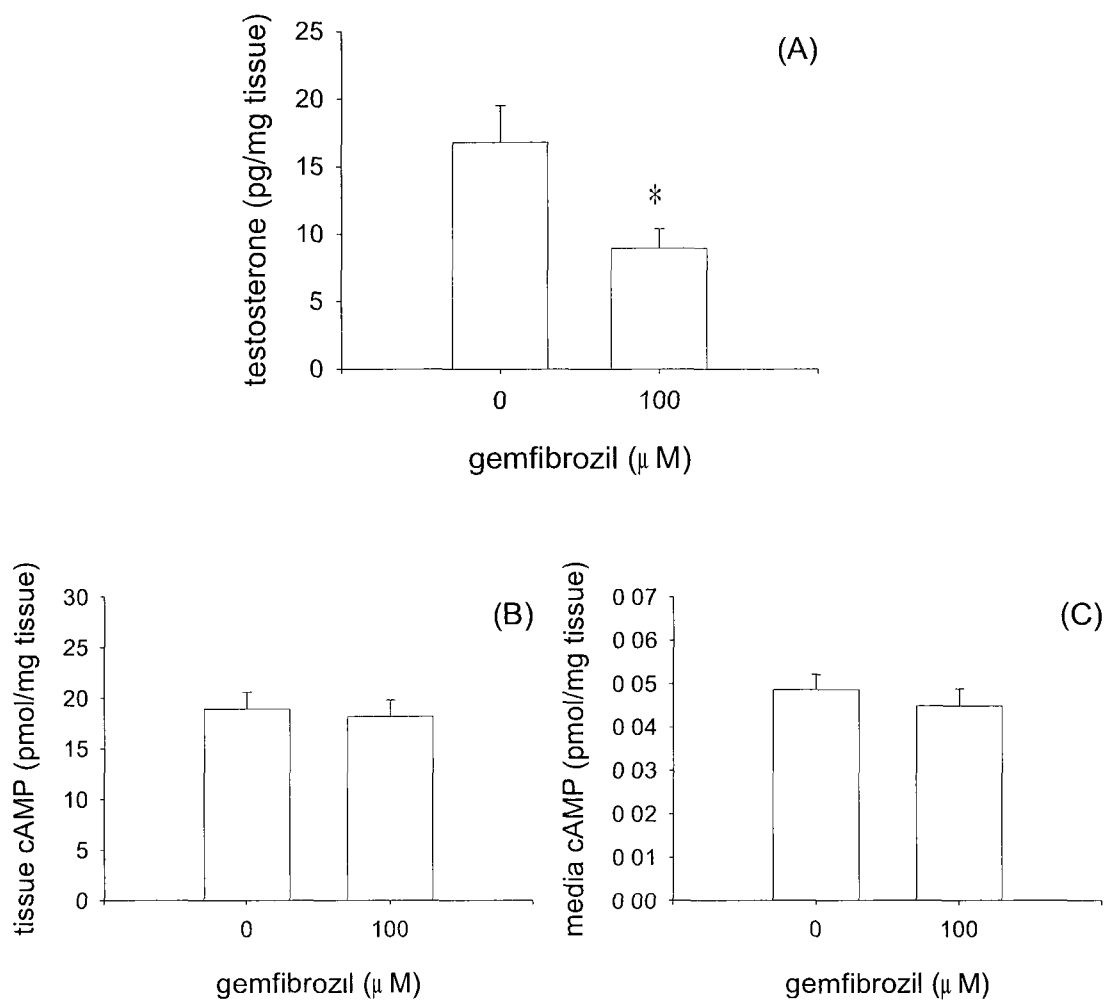 (A)
testosterone (pg/mg tissue)
25
20
15
10
5
0
*
0 100
gemfibrozil (μ M)
(B)
tissue cAMP (pmol/mg tissue)
30
25
20
15
10
5
0
0 100
gemfibrozil (μ M)
(C)
media cAMP (pmol/mg tissue)
0 07
0 06
0 05
0 04
0 03
0 02
0 01
0 00
0 100
gemfibrozil (μ M)